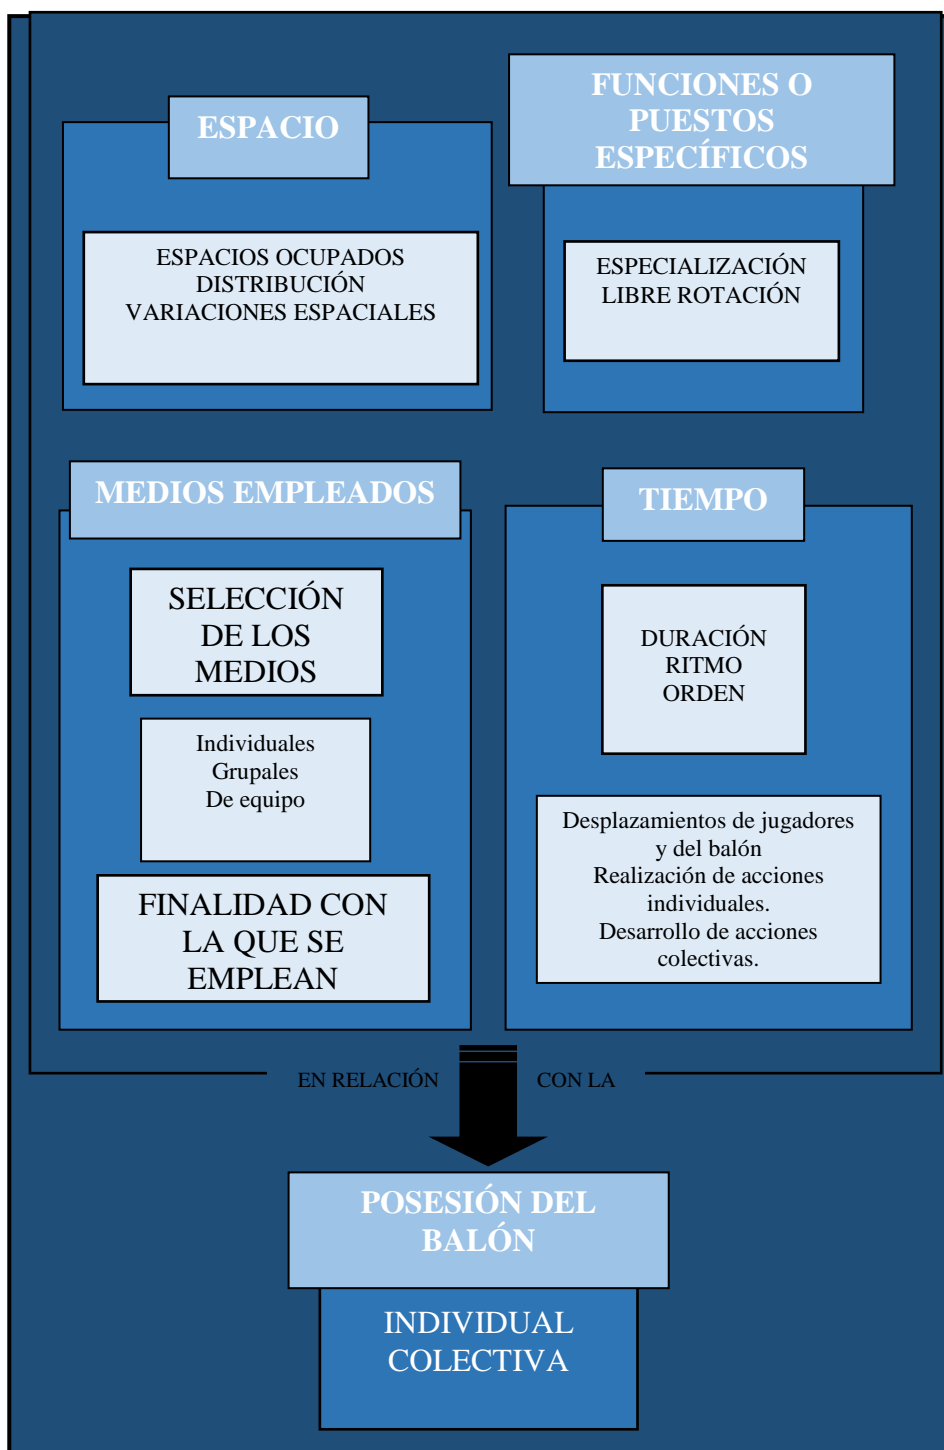 ESPACIO
ESPACIOS OCUPADOS
DISTRIBUCIÓN
VARIACIONES ESPACIALES
FUNCIONES O
PUESTOS
ESPECÍFICOS
ESPECIALIZACIÓN
LIBRE ROTACIÓN
MEDIOS EMPLEADOS
SELECCIÓN
DE LOS
MEDIOS
Individuales
Grupales
De equipo
FINALIDAD CON
LA QUE SE
EMPLEAN
TIEMPO
DURACIÓN
RITMO
ORDEN
Desplazamientos de jugadores
y del balón
Realización de acciones
individuales.
Desarrollo de acciones
colectivas.
EN RELACIÓN CON LA
POSESIÓN DEL
BALÓN
INDIVIDUAL
COLECTIVA